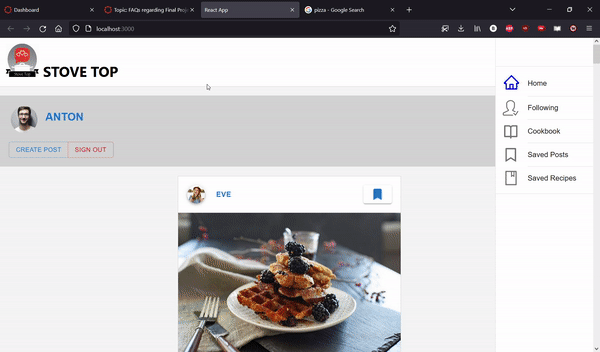 Dashboard
Topic: FAQs regarding Final Proj
React App
pizza - Google Search
localhost:3000
Stove Top
STOVE TOP
Home
ANTON
Following
Cookbook
CREATE POST
SIGN OUT
Saved Posts
Saved Recipes
EVE